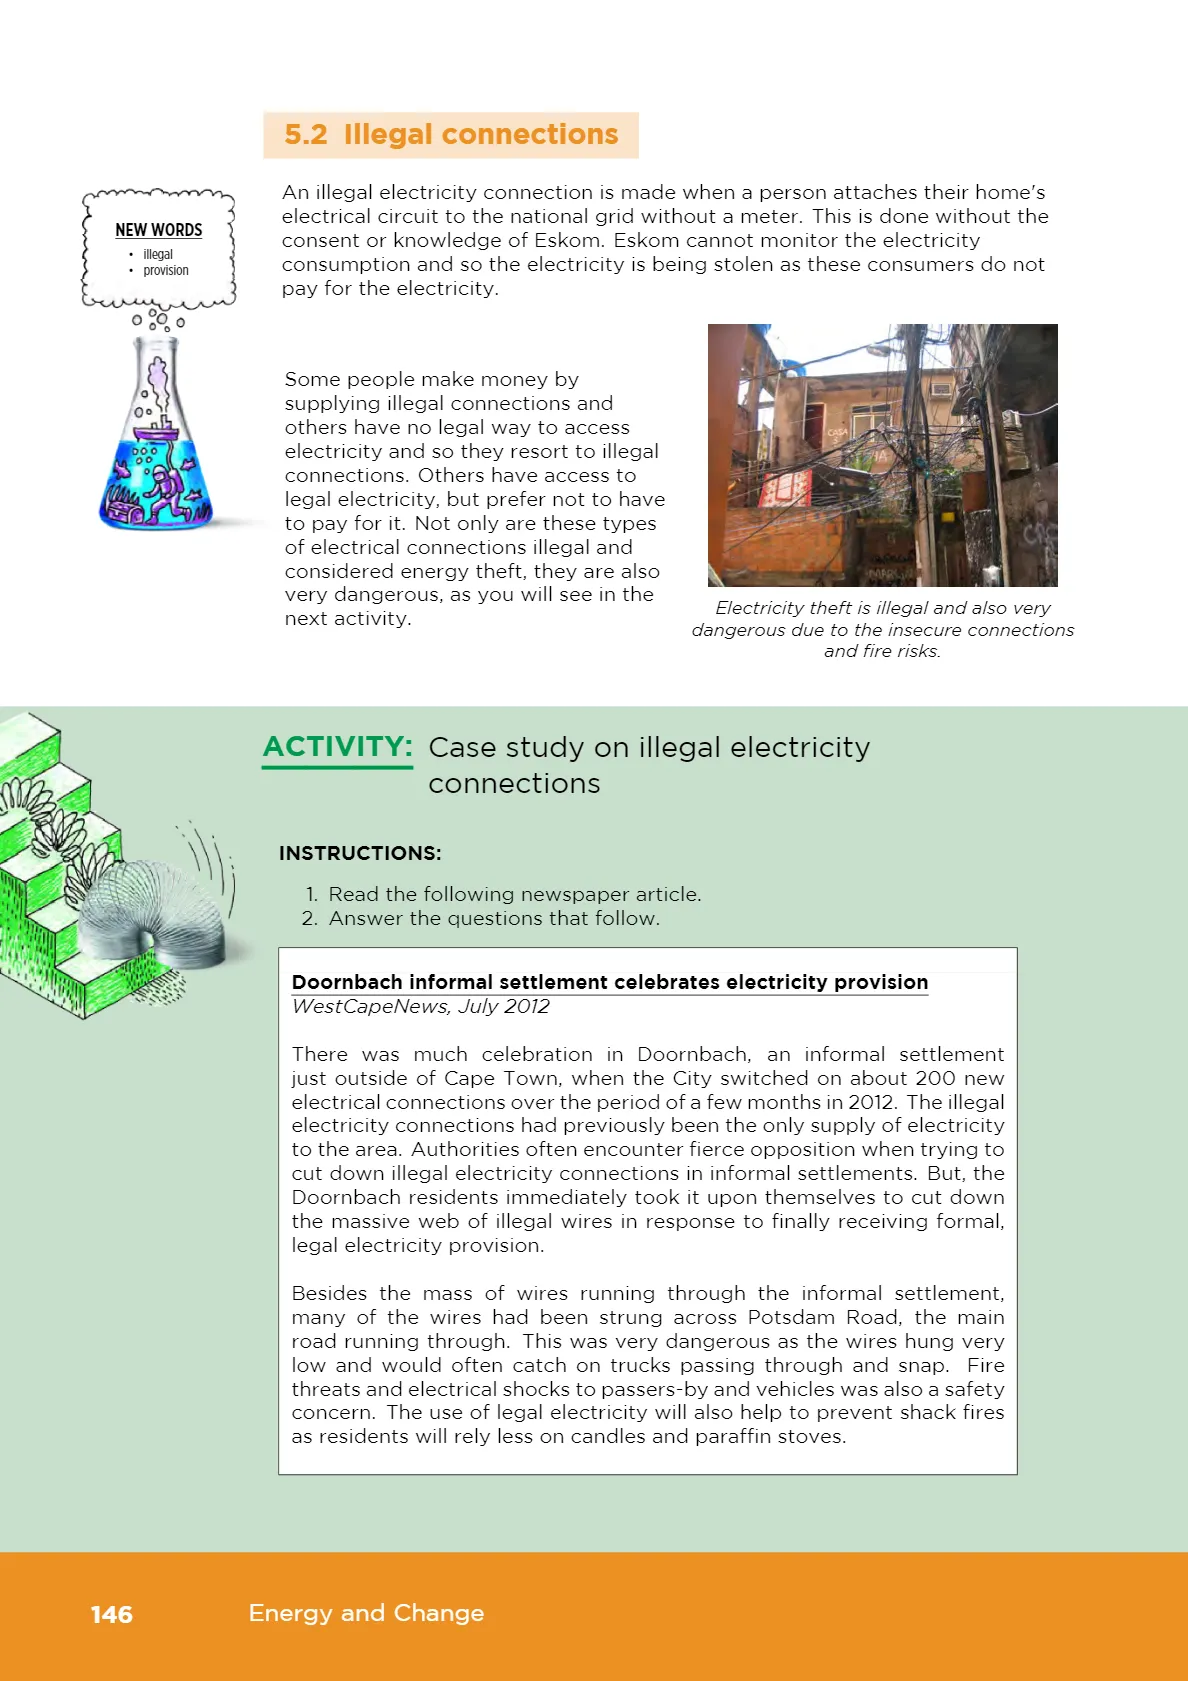 5.2 Illegal connections
An illegal electricity connection is made when a person attaches their home's
electrical circuit to the national grid without a meter. This is done without the
consent or knowledge of Eskom. Eskom cannot monitor the electricity
consumption and so the electricity is being stolen as these consumers do not
pay for the electricity.
NEW WORDS
• illegal
• provision
Some people make money by
supplying illegal connections and
others have no legal way to access
electricity and so they resort to illegal
connections. Others have access to
legal electricity, but prefer not to have
to pay for it. Not only are these types
of electrical connections illegal and
considered energy theft, they are also
very dangerous, as you will see in the
next activity.
CASA
Electricity theft is illegal and also very
dangerous due to the insecure connections
and fire risks.
ACTIVITY: Case study on illegal electricity
connections
INSTRUCTIONS:
1. Read the following newspaper article.
2. Answer the questions that follow.
Doornbach informal settlement celebrates electricity provision
WestCapeNews, July 2012
There was much celebration in Doornbach, an informal settlement
just outside of Cape Town, when the City switched on about 200 new
electrical connections over the period of a few months in 2012. The illegal
electricity connections had previously been the only supply of electricity
to the area. Authorities often encounter fierce opposition when trying to
cut down illegal electricity connections in informal settlements. But, the
Doornbach residents immediately took it upon themselves to cut down
the massive web of illegal wires in response to finally receiving formal,
legal electricity provision.
Besides the mass of wires running through the informal settlement,
many of the wires had been strung across Potsdam Road, the main
road running through. This was very dangerous as the wires hung very
low and would often catch on trucks passing through and snap. Fire
threats and electrical shocks to passers-by and vehicles was also a safety
concern. The use of legal electricity will also help to prevent shack fires
as residents will rely less on candles and paraffin stoves.
146
Energy and Change